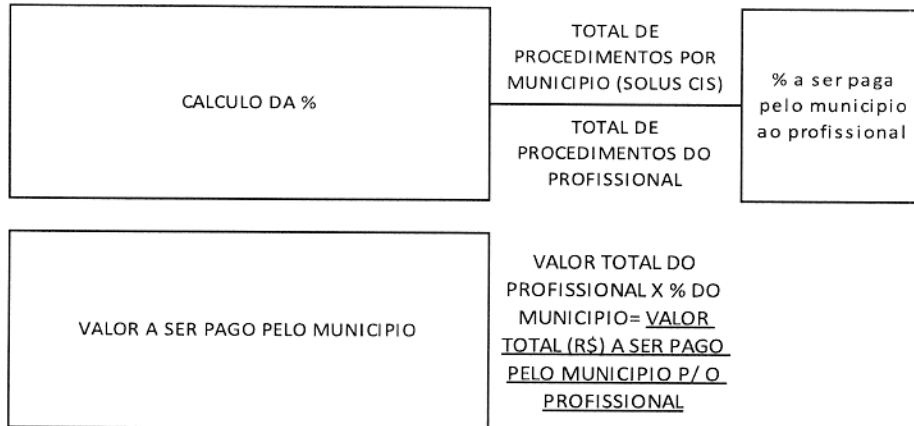 CALCULO DA %
TOTAL DE
PROCEDIMENTOS POR
MUNICIPIO (SOLUS CIS)
TOTAL DE
PROCEDIMENTOS DO
PROFISSIONAL
% a ser paga
pelo municipio
ao profissional
VALOR A SER PAGO PELO MUNICIPIO
VALOR TOTAL DO
PROFISSIONAL X % DO
MUNICIPIO= VALOR
TOTAL (R$) A SER PAGO
PELO MUNICIPIO P/ O
PROFISSIONAL